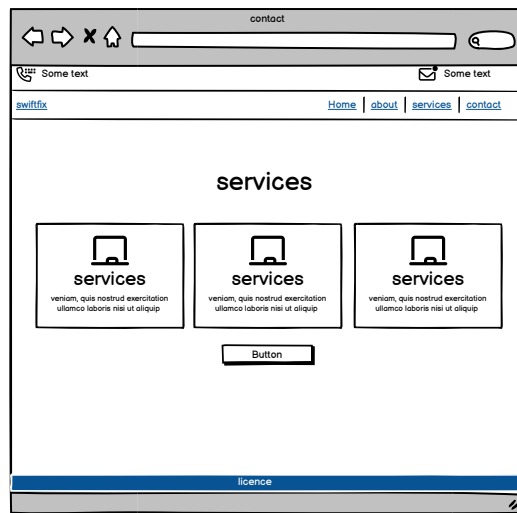 contact
Some text
Some text
swiftfix
Home about services contact
services
services
veniam, quis nostrud exercitation
ullamco laboris nisi ut aliquip
services
veniam, quis nostrud exercitation
ullamco laboris nisi ut aliquip
services
veniam, quis nostrud exercitation
ullamco laboris nisi ut aliquip
Button
licence